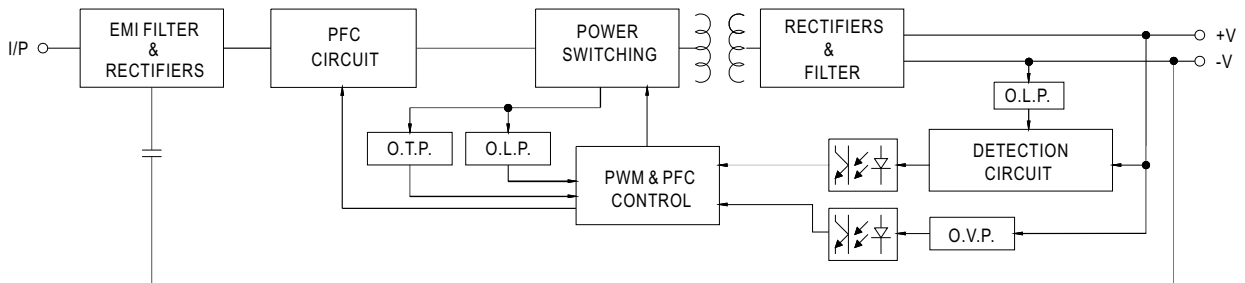 I/P
EMI FILTER
&
RECTIFIERS
PFC
CIRCUIT
POWER
SWITCHING
RECTIFIERS
&
FILTER
+V
-V
O.L.P.
O.T.P.
O.L.P.
PWM & PFC
CONTROL
DETECTION
CIRCUIT
O.V.P.